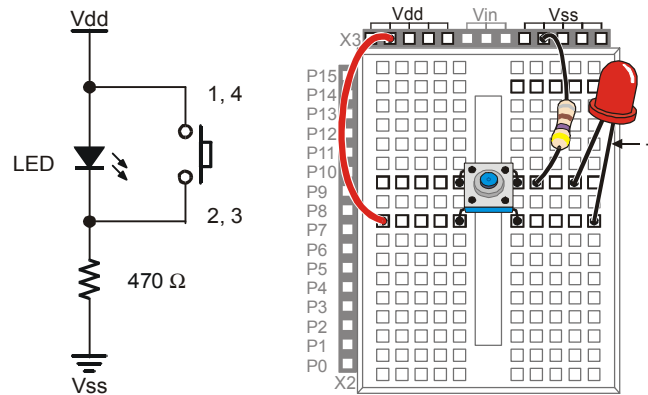 Vdd
1, 4
LED
2, 3
470 Ω
Vss
Vdd Vin Vss
X3
P15
P14
P13
P12
P11
P10
P9
P8
P7
P6
P5
P4
P3
P2
P1
P0
X2